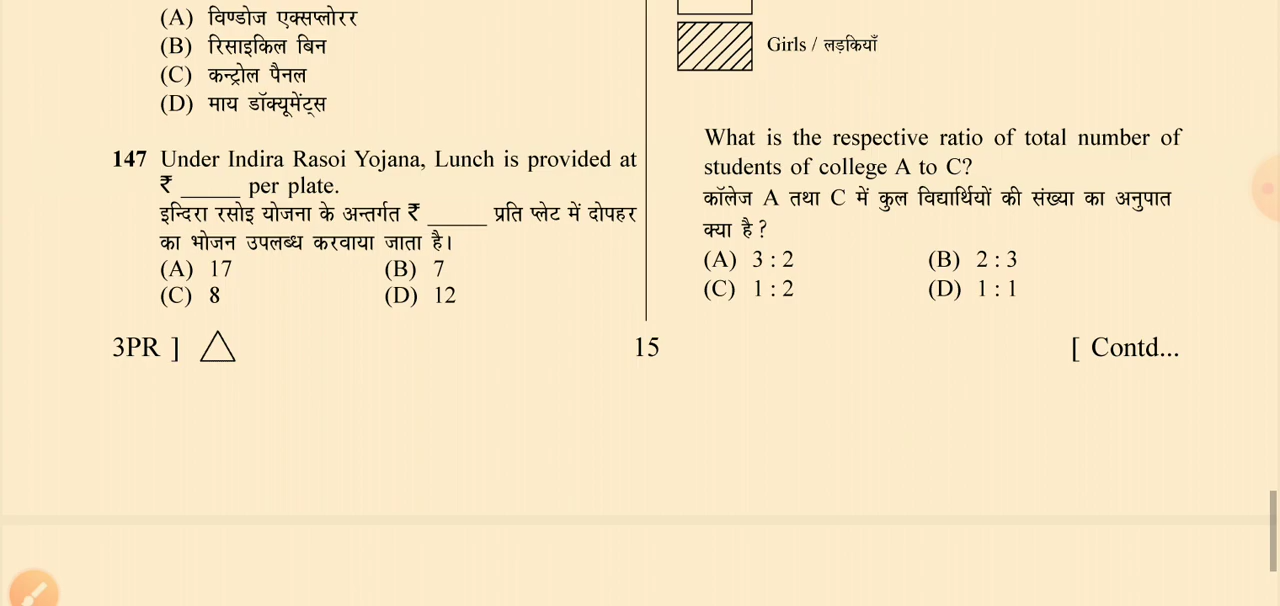 (A) विण्डोज एक्सप्लोरर
(B) रिसाइकिल बिन
(C) कन्ट्रोल पैनल
(D) माय डॉक्यूमेंट्स
147 Under Indira Rasoi Yojana, Lunch is provided at
₹ _____ per plate.
इन्दिरा रसोइ योजना के अन्तर्गत ₹ _____ प्रति प्लेट में दोपहर
का भोजन उपलब्ध करवाया जाता है।
(A) 17 (B) 7
(C) 8 (D) 12
Girls / लड़कियाँ
What is the respective ratio of total number of
students of college A to C?
कॉलेज A तथा C में कुल विद्यार्थियों की संख्या का अनुपात
क्या है ?
(A) 3 : 2 (B) 2 : 3
(C) 1 : 2 (D) 1 : 1
3PR ] 15 [ Contd...